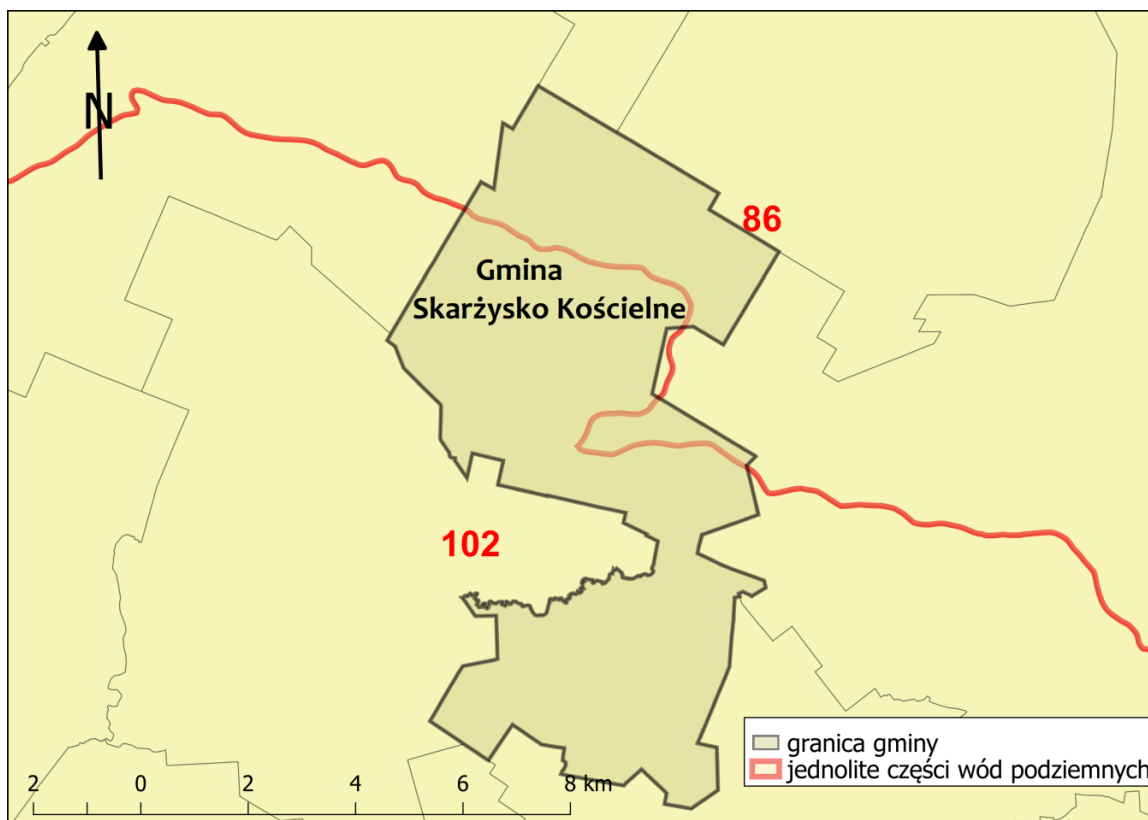 N
86
Gmina
Skarżysko Kościelne
102
granica gminy
jednolite części wód podziemnych
2 0 2 4 6 8 km